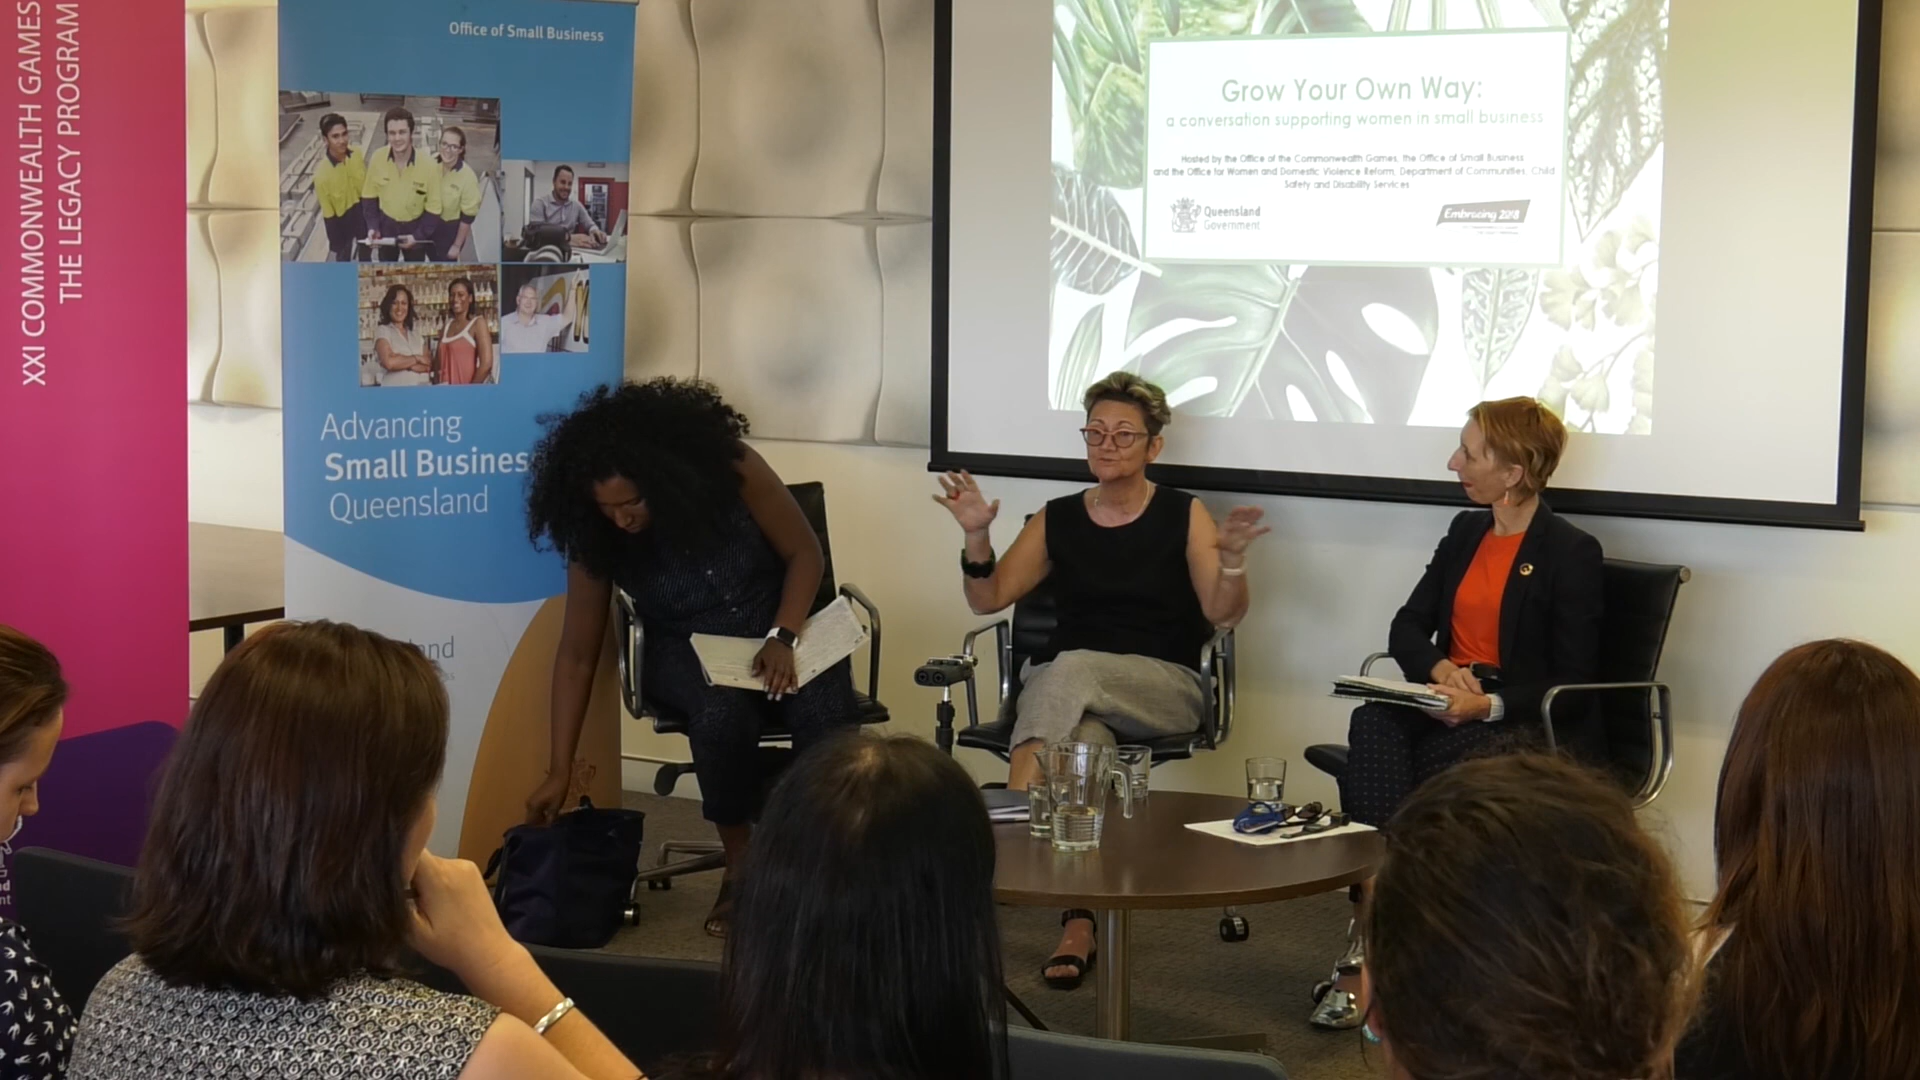 XXI COMMONWEALTH GAMES
THE LEGACY PROGRAM
Office of Small Business
Advancing
Small Busines
Queensland
nd
Grow Your Own Way:
a conversation supporting women in small business
Hosted by the Office of the Commonwealth Games, the Office of Small Business
and the Office for Women and Domestic Violence Reform, Department of Communities, Child
Safety and Disability Services
Queensland
Government
Embracing 2018